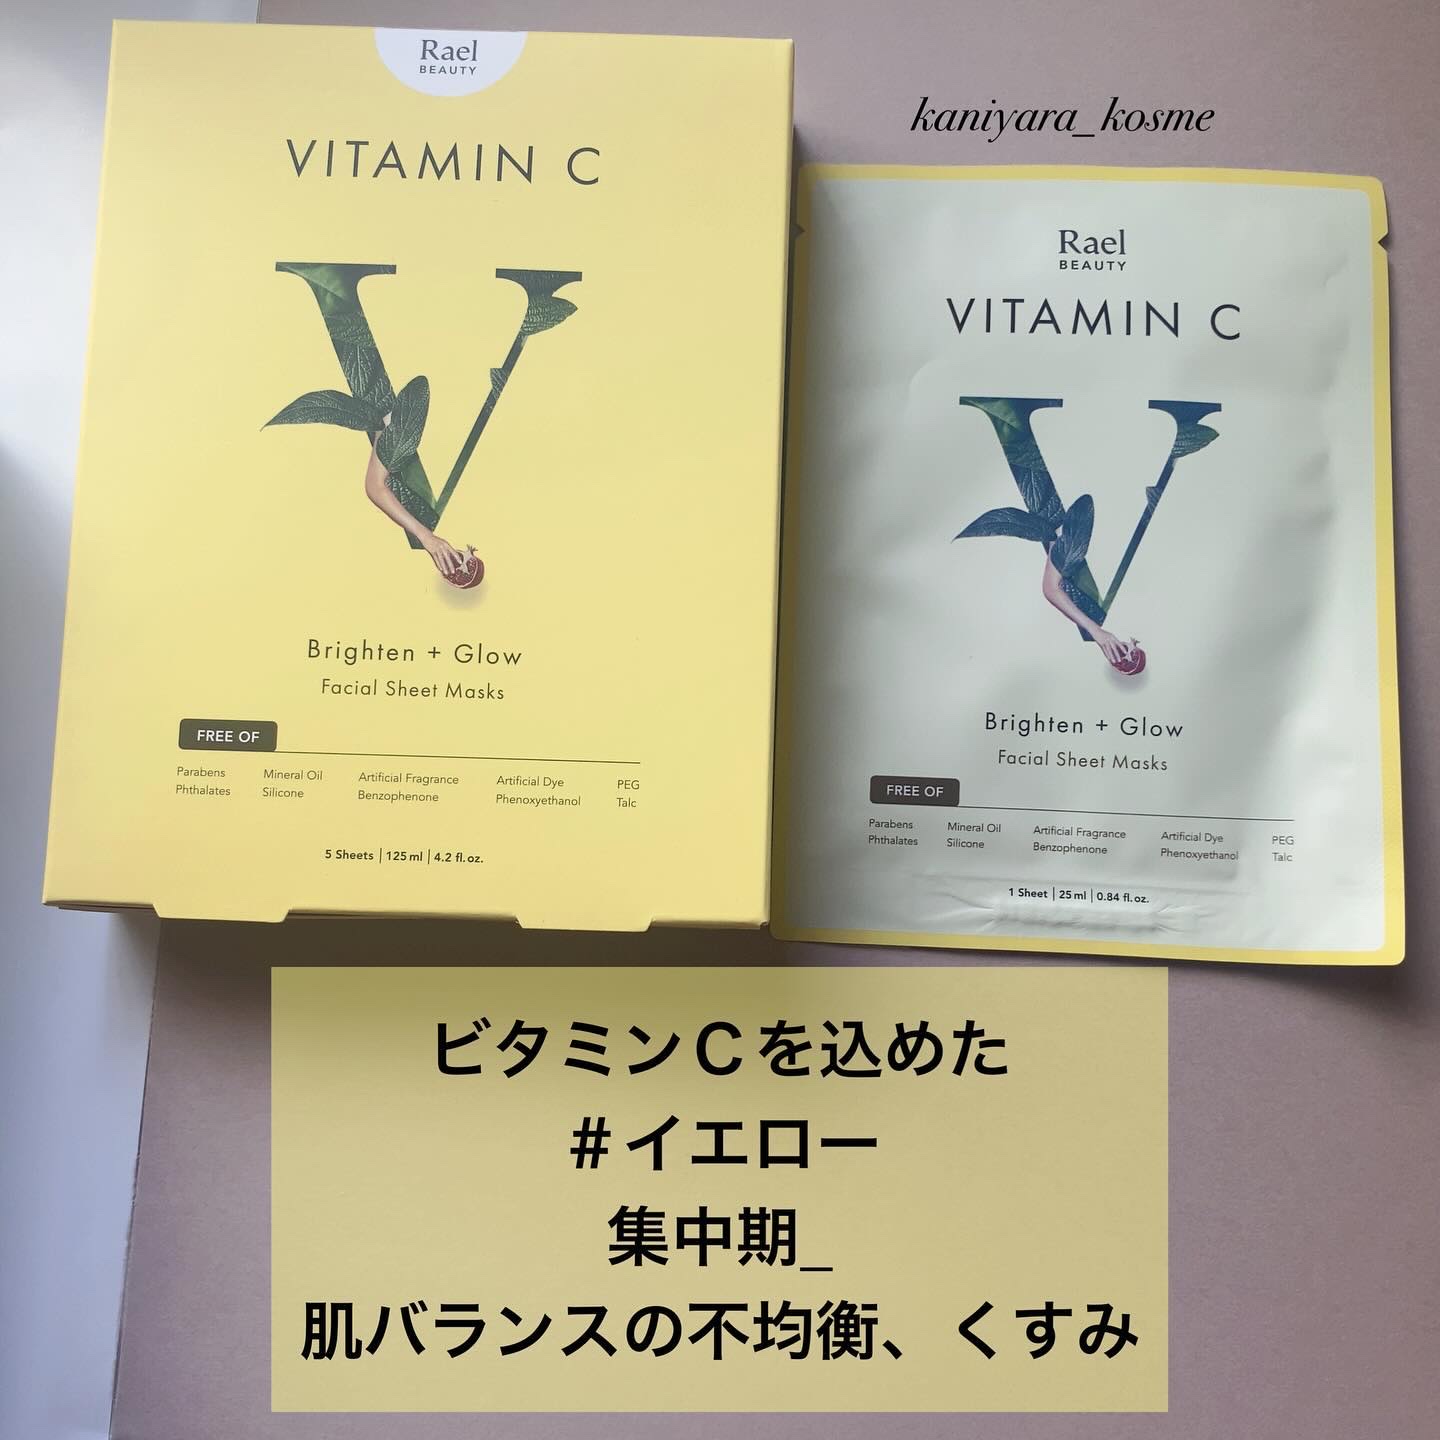 Rael
BEAUTY
VITAMIN C
Brighten + Glow
Facial Sheet Masks
FREE OF
Parabens Mineral Oil Artificial Fragrance Artificial Dye PEG
Phthalates Silicone Benzophenone Phenoxyethanol Talc
5 Sheets | 125 ml | 4.2 fl. oz.
kaniyara_kosme
Rael
BEAUTY
VITAMIN C
Brighten + Glow
Facial Sheet Masks
FREE OF
Parabens Mineral Oil Artificial Fragrance Artificial Dye PEG
Phthalates Silicone Benzophenone Phenoxyethanol Talc
1 Sheet | 25 ml | 0.84 fl. oz.
ビタミンCを込めた
#イエロー
集中期_
肌バランスの不均衡、くすみ